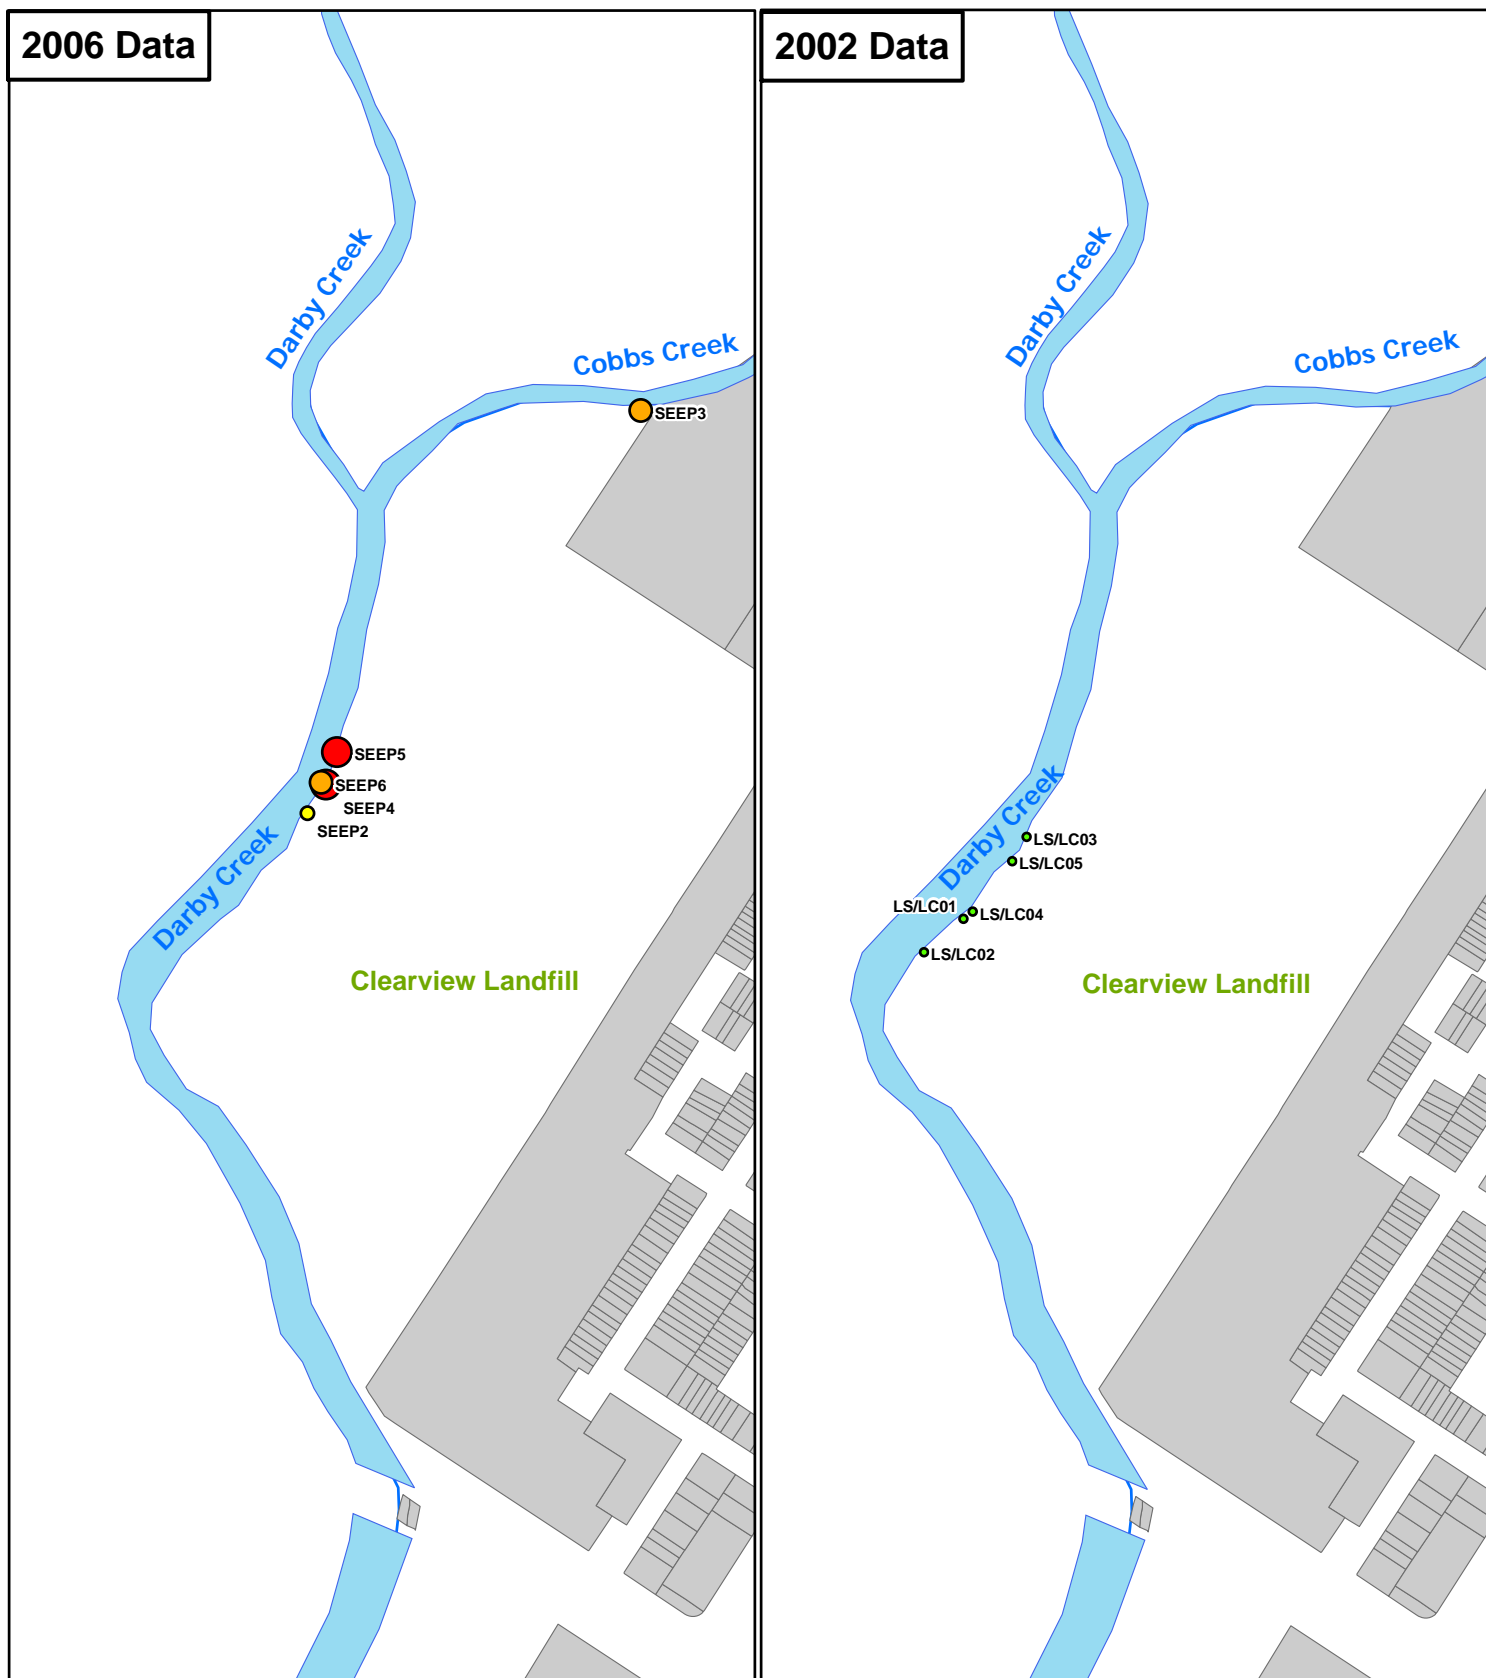 2006 Data
Darby Creek
Cobbs Creek
SEEP3
SEEP5
SEEP6
SEEP4
SEEP2
Darby Creek
Clearview Landfill
2002 Data
Darby Creek
Cobbs Creek
Darby Creek
LS/LC03
LS/LC05
LS/LC01
LS/LC04
LS/LC02
Clearview Landfill